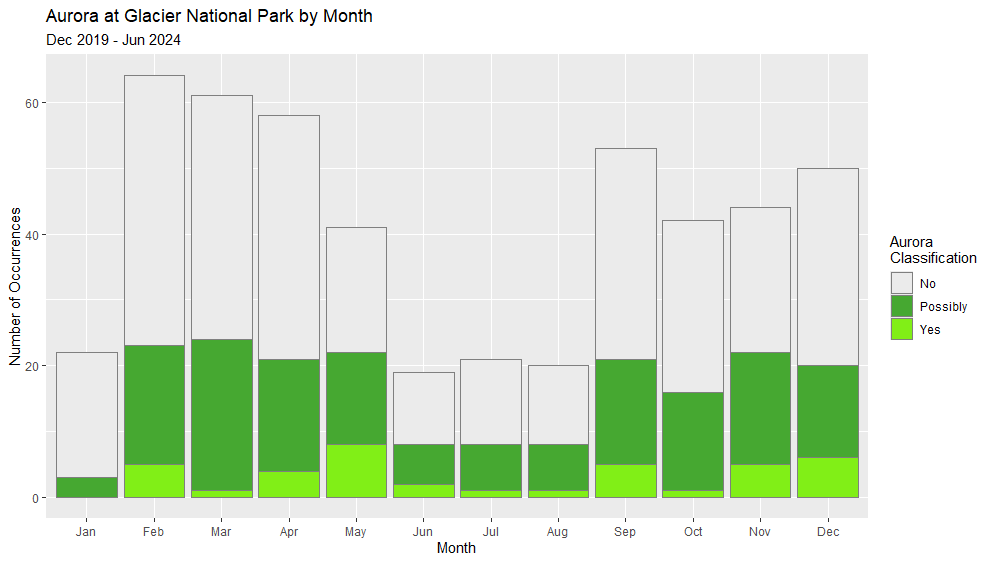 Aurora at Glacier National Park by Month
Dec 2019 - Jun 2024
Number of Occurrences
60
40
20
0
Jan Feb Mar Apr May Jun Jul Aug Sep Oct Nov Dec
Month
Aurora
Classification
No
Possibly
Yes